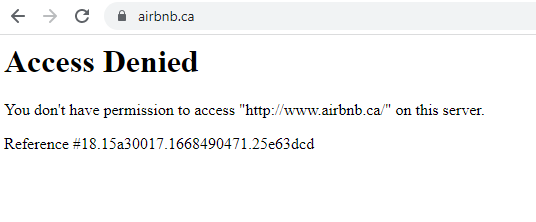 airbnb.ca
Access Denied
You don't have permission to access "http://www.airbnb.ca/" on this server.
Reference #18.15a30017.1668490471.25e63dcd